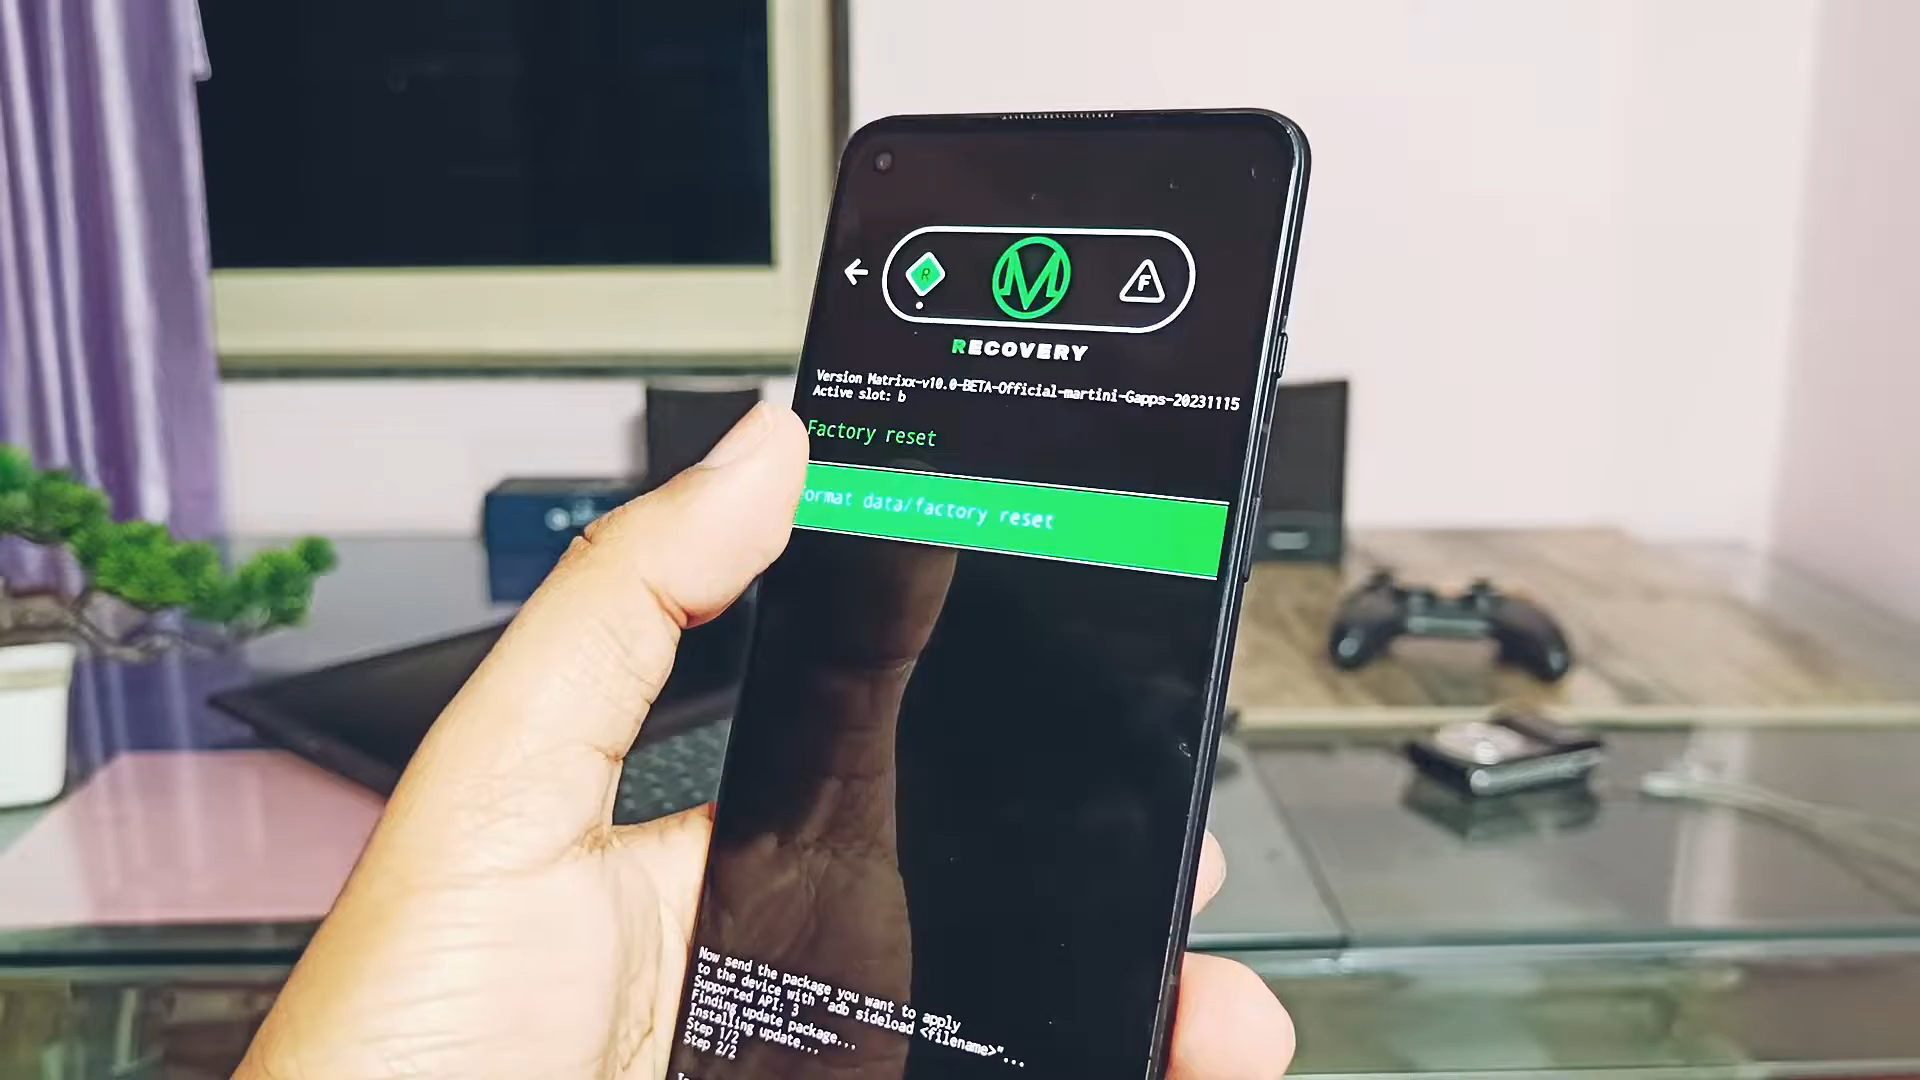 R
M
F
RECOVERY
Version Matrixx-v10.0-BETA-Official-martini-Gapps-20231115
Active slot: b
Factory reset
ormat data/factory reset
Now send the package you want to apply
to the device with "adb sideload <filename>"...
Supported API: 3
Finding update package...
Installing update...
Step 1/2
Step 2/2